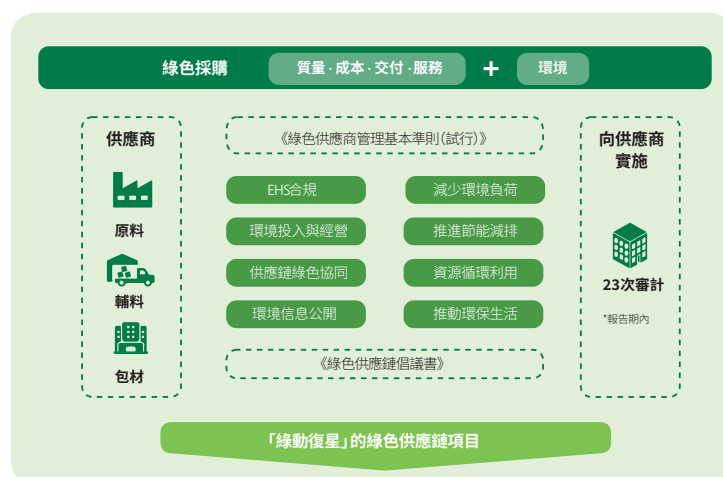 綠色採購 質量·成本·交付·服務 + 環境
供應商
原料
輔料
包材
《綠色供應商管理基本準則(試行)》
EHS合規 減少環境負荷
環境投入與經營 推進節能減排
供應鏈綠色協同 資源循環利用
環境信息公開 推動環保生活
《綠色供應鏈倡議書》
向供應商
實施
23次審計
*報告期內
「綠動復星」的綠色供應鏈項目